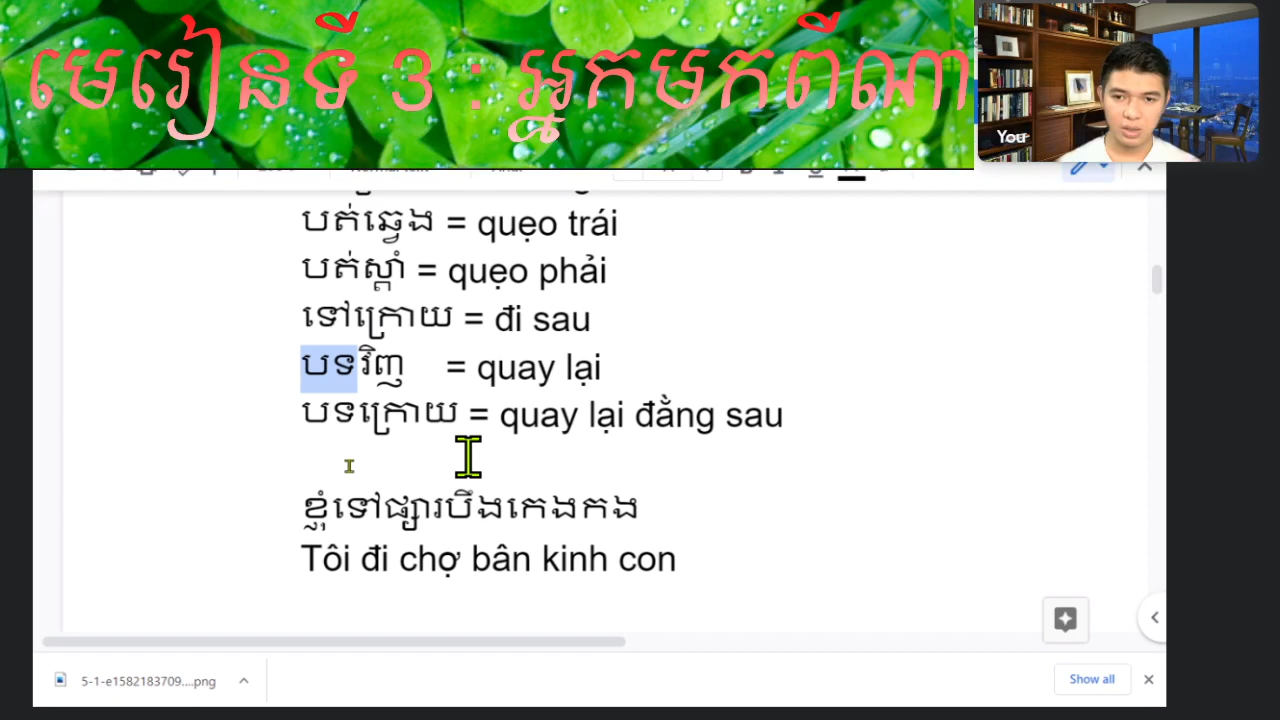 មេរៀនទី 3 : អ្នកមកពីណា
You
បត់ឆ្វេង = quẹo trái
បត់ស្តាំ = quẹo phải
ទៅក្រោយ = đi sau
បទវិញ = quay lại
បទក្រោយ = quay lại đằng sau
ខ្ញុំទៅផ្សារបឹងកេងកង
Tôi đi chợ bân kinh con
5-1-e1582183709....png
Show all